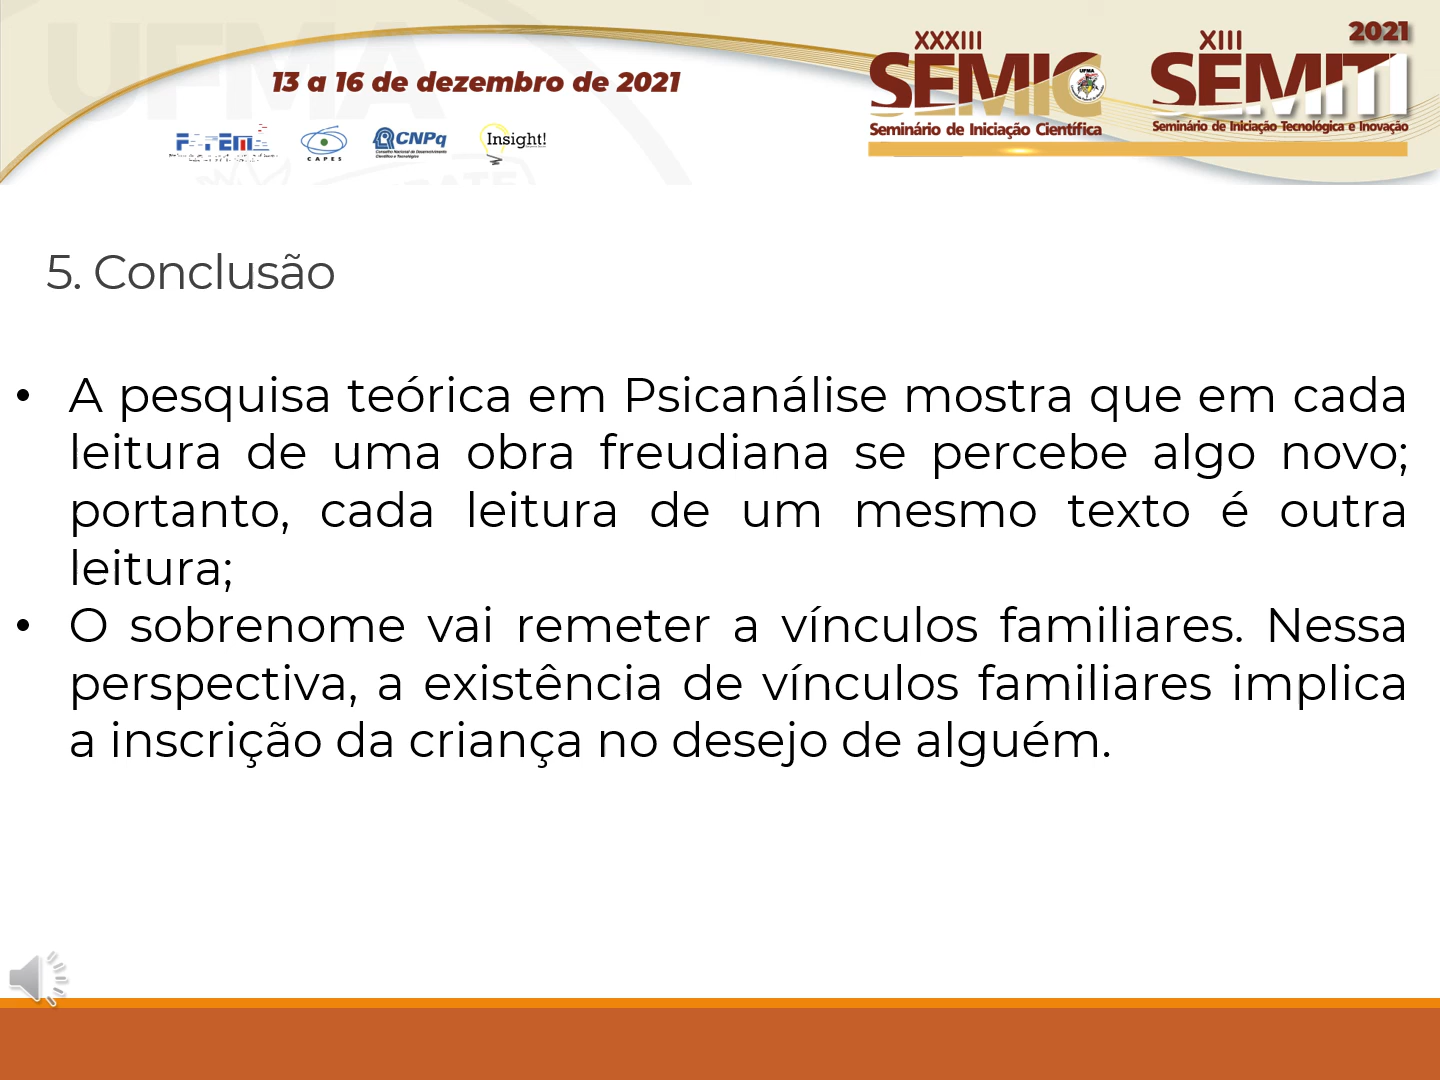 UFMA
2021
XXXIII
SEMIC
Seminário de Iniciação Científica
XIII
SEMITI
Seminário de Iniciação Tecnológica e Inovação
13 a 16 de dezembro de 2021
FAPEMA
CAPES
CNPq
Conselho Nacional de Desenvolvimento
Científico e Tecnológico
Insight!
5. Conclusão
• A pesquisa teórica em Psicanálise mostra que em cada
leitura de uma obra freudiana se percebe algo novo;
portanto, cada leitura de um mesmo texto é outra
leitura;
• O sobrenome vai remeter a vínculos familiares. Nessa
perspectiva, a existência de vínculos familiares implica
a inscrição da criança no desejo de alguém.